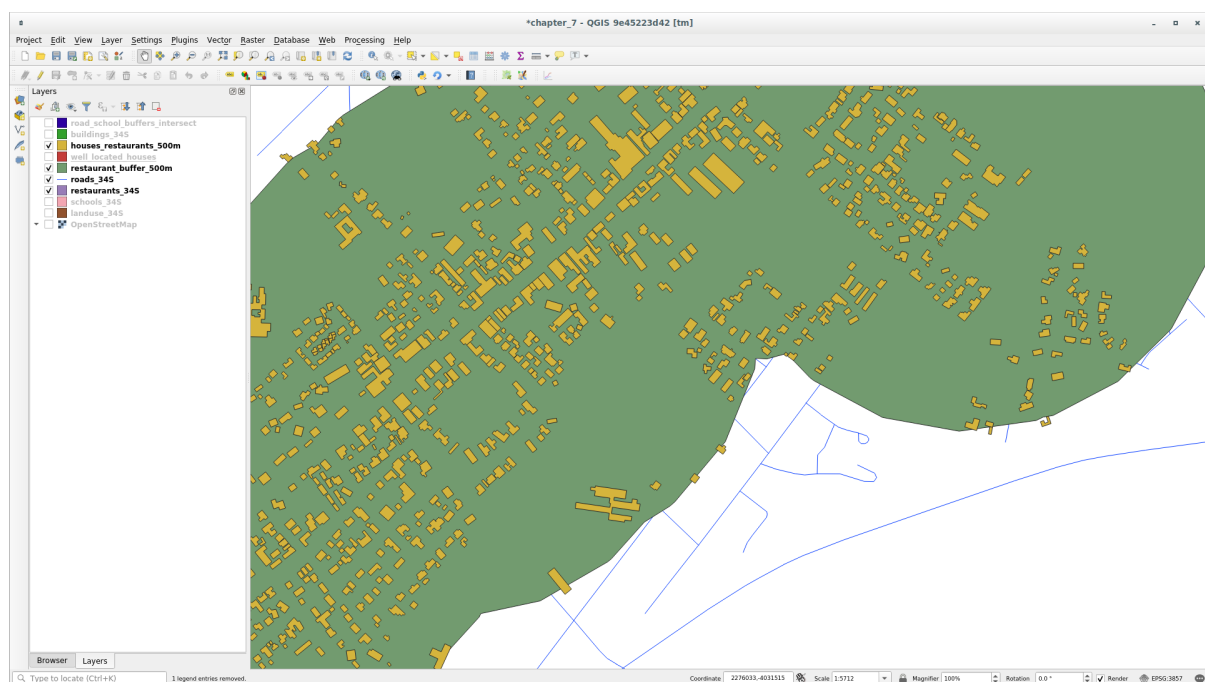 *chapter_7 - QGIS 9e45223d42 [tm]
Project Edit View Layer Settings Plugins Vector Raster Database Web Processing Help
Layers
road_school_buffers_intersect
buildings_34S
houses_restaurants_500m
well_located_houses
restaurant_buffer_500m
roads_34S
restaurants_34S
schools_34S
landuse_34S
OpenStreetMap
Browser Layers
Type to locate (Ctrl+K) 1 legend entries removed. Coordinate 2276033,-4031515 Scale 1:5712 Magnifier 100% Rotation 0.0 ° Render EPSG:3857